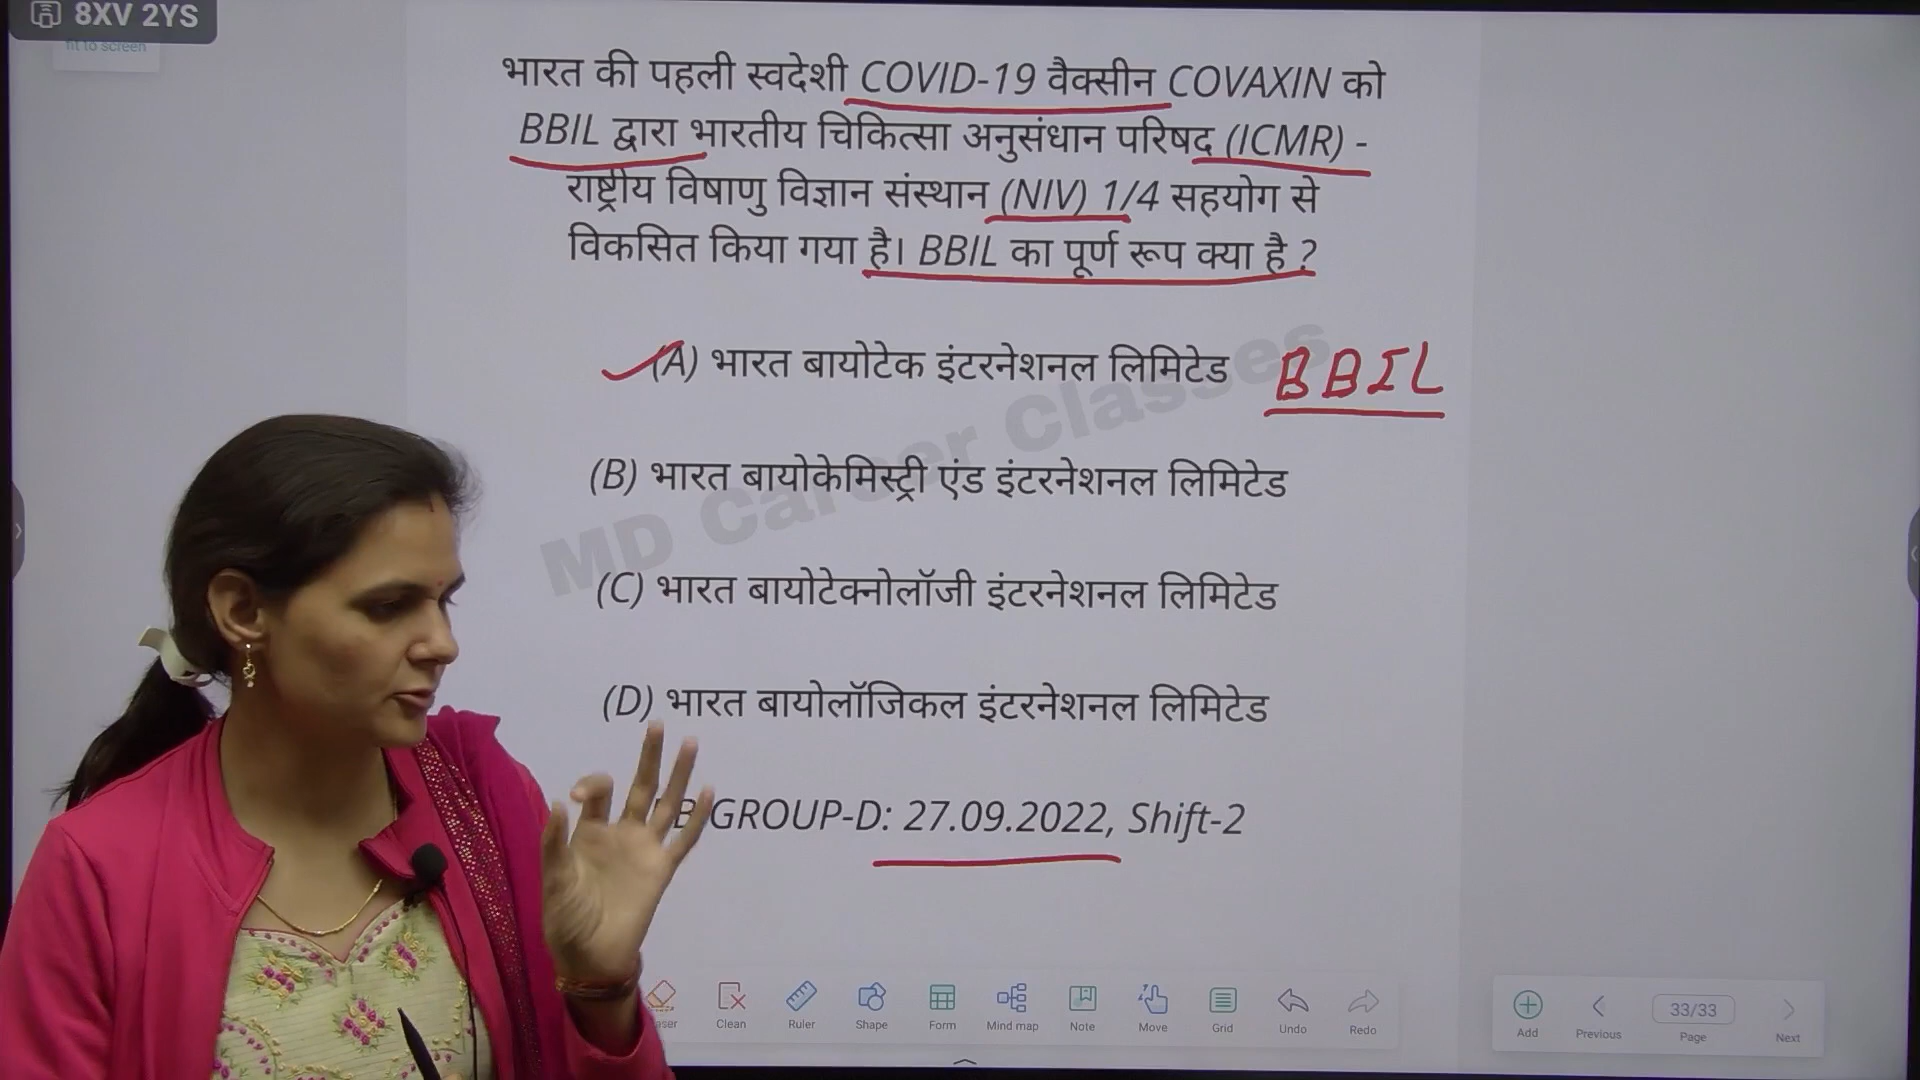 8XV 2YS
fit to screen
भारत की पहली स्वदेशी COVID-19 वैक्सीन COVAXIN को
BBIL द्वारा भारतीय चिकित्सा अनुसंधान परिषद (ICMR) -
राष्ट्रीय विषाणु विज्ञान संस्थान (NIV) 1/4 सहयोग से
विकसित किया गया है। BBIL का पूर्ण रूप क्या है ?
(A) भारत बायोटेक इंटरनेशनल लिमिटेड BBIL
(B) भारत बायोकेमिस्ट्री एंड इंटरनेशनल लिमिटेड
(C) भारत बायोटेक्नोलॉजी इंटरनेशनल लिमिटेड
(D) भारत बायोलॉजिकल इंटरनेशनल लिमिटेड
MD Career Classes
GROUP-D: 27.09.2022, Shift-2
Clean Ruler Shape Form Mind map Note Move Grid Undo Redo
33/33
Add Previous Page Next